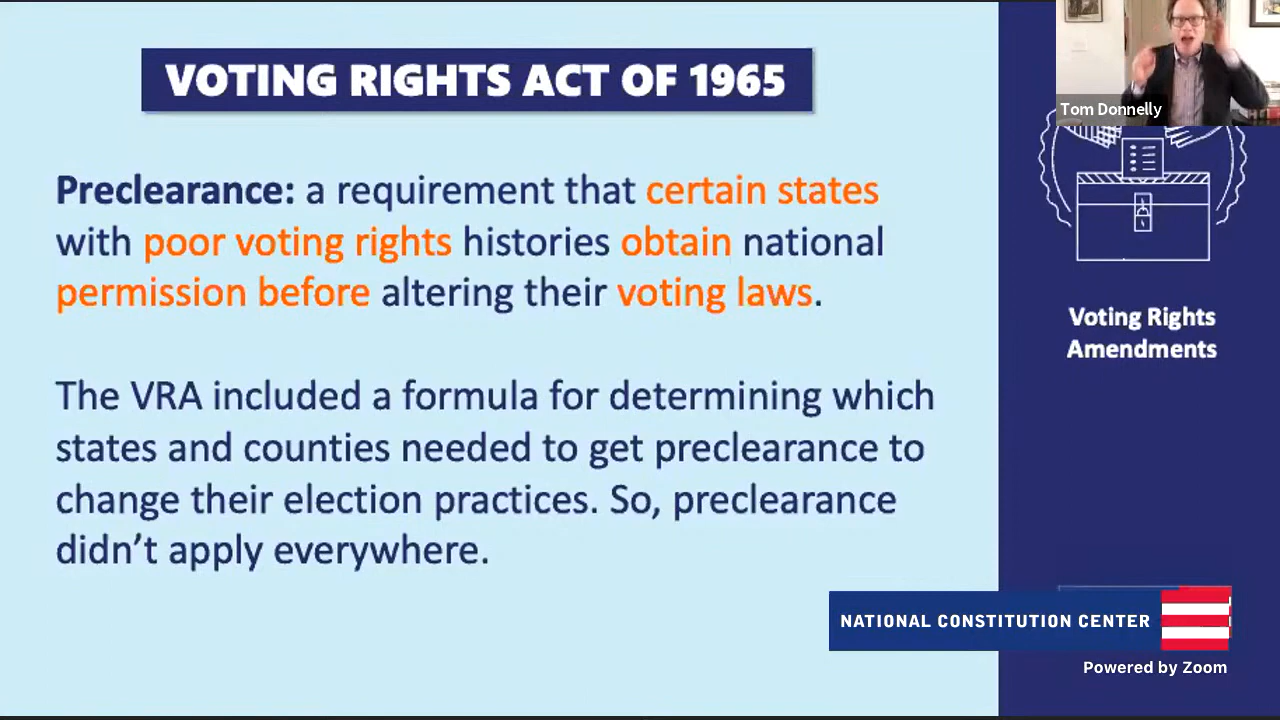 VOTING RIGHTS ACT OF 1965
Preclearance: a requirement that certain states
with poor voting rights histories obtain national
permission before altering their voting laws.
The VRA included a formula for determining which
states and counties needed to get preclearance to
change their election practices. So, preclearance
didn’t apply everywhere.
Tom Donnelly
Voting Rights
Amendments
NATIONAL CONSTITUTION CENTER
Powered by Zoom